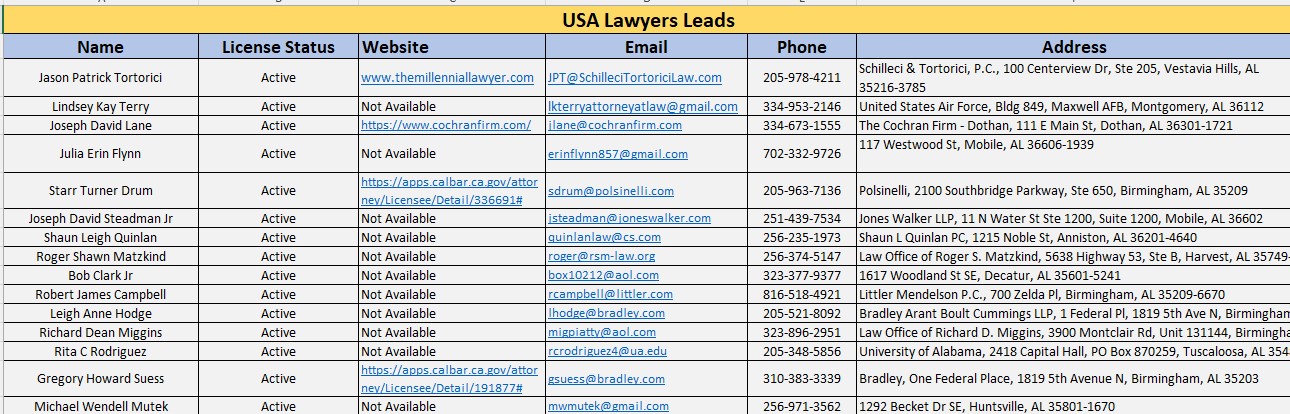 USA Lawyers Leads
Name License Status Website Email Phone Address
Jason Patrick Tortorici Active www.themillenniallawyer.com JPT@SchilleciTortoriciLaw.com 205-978-4211 Schilleci & Tortorici, P.C., 100 Centerview Dr, Ste 205, Vestavia Hills, AL
35216-3785
Lindsey Kay Terry Active Not Available lkterryattorneyatlaw@gmail.com 334-953-2146 United States Air Force, Bldg 849, Maxwell AFB, Montgomery, AL 36112
Joseph David Lane Active https://www.cochranfirm.com/ jlane@cochranfirm.com 334-673-1555 The Cochran Firm - Dothan, 111 E Main St, Dothan, AL 36301-1721
Julia Erin Flynn Active Not Available erinflynn857@gmail.com 702-332-9726 117 Westwood St, Mobile, AL 36606-1939
Starr Turner Drum Active https://apps.calbar.ca.gov/attor sdrum@polsinelli.com 205-963-7136 Polsinelli, 2100 Southbridge Parkway, Ste 650, Birmingham, AL 35209
ney/Licensee/Detail/336691#
Joseph David Steadman Jr Active Not Available jsteadman@joneswalker.com 251-439-7534 Jones Walker LLP, 11 N Water St Ste 1200, Suite 1200, Mobile, AL 36602
Shaun Leigh Quinlan Active Not Available quinlanlaw@cs.com 256-235-1973 Shaun L Quinlan PC, 1215 Noble St, Anniston, AL 36201-4640
Roger Shawn Matzkind Active Not Available roger@rsm-law.org 256-374-5147 Law Office of Roger S. Matzkind, 5638 Highway 53, Ste B, Harvest, AL 35749-
Bob Clark Jr Active Not Available box10212@aol.com 323-377-9377 1617 Woodland St SE, Decatur, AL 35601-5241
Robert James Campbell Active Not Available rcampbell@littler.com 816-518-4921 Littler Mendelson P.C., 700 Zelda Pl, Birmingham, AL 35209-6670
Leigh Anne Hodge Active Not Available lhodge@bradley.com 205-521-8092 Bradley Arant Boult Cummings LLP, 1 Federal Pl, 1819 5th Ave N, Birmingham
Richard Dean Miggins Active Not Available migpiatty@aol.com 323-896-2951 Law Office of Richard D. Miggins, 3900 Montclair Rd, Unit 131144, Birmingha
Rita C Rodriguez Active Not Available rcrodriguez4@ua.edu 205-348-5856 University of Alabama, 2418 Capital Hall, PO Box 870259, Tuscaloosa, AL 354
Gregory Howard Suess Active https://apps.calbar.ca.gov/attor gsuess@bradley.com 310-383-3339 Bradley, One Federal Place, 1819 5th Avenue N, Birmingham, AL 35203
ney/Licensee/Detail/191877#
Michael Wendell Mutek Active Not Available mwmutek@gmail.com 256-971-3562 1292 Becket Dr SE, Huntsville, AL 35801-1670